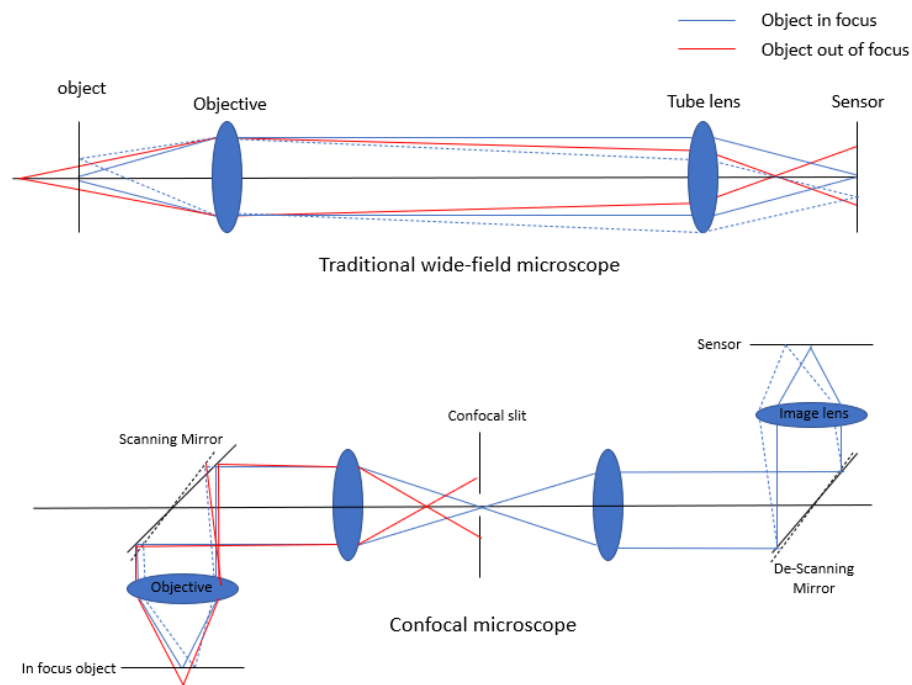 Object in focus
Object out of focus
object
Objective
Tube lens
Sensor
Traditional wide-field microscope
Sensor
Image lens
Confocal slit
Scanning Mirror
Objective
De-Scanning
Mirror
Confocal microscope
In focus object